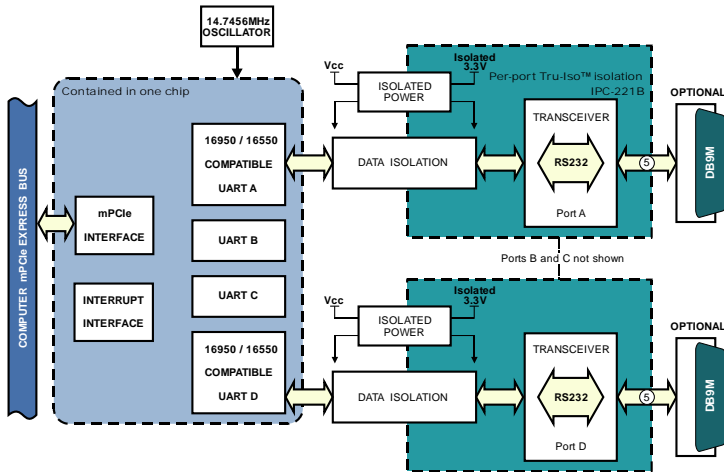 14.7456MHz
OSCILLATOR
Contained in one chip
COMPUTER mPCIe EXPRESS BUS
mPCIe
INTERFACE
INTERRUPT
INTERFACE
16950 / 16550
COMPATIBLE
UART A
UART B
UART C
16950 / 16550
COMPATIBLE
UART D
Vcc
Isolated
3.3V
ISOLATED
POWER
DATA ISOLATION
Per-port Tru-Iso™ isolation
IPC-221B
TRANSCEIVER
RS232
Port A
5
OPTIONAL
DB9M
Ports B and C not shown
Vcc
Isolated
3.3V
ISOLATED
POWER
DATA ISOLATION
TRANSCEIVER
RS232
Port D
5
OPTIONAL
DB9M